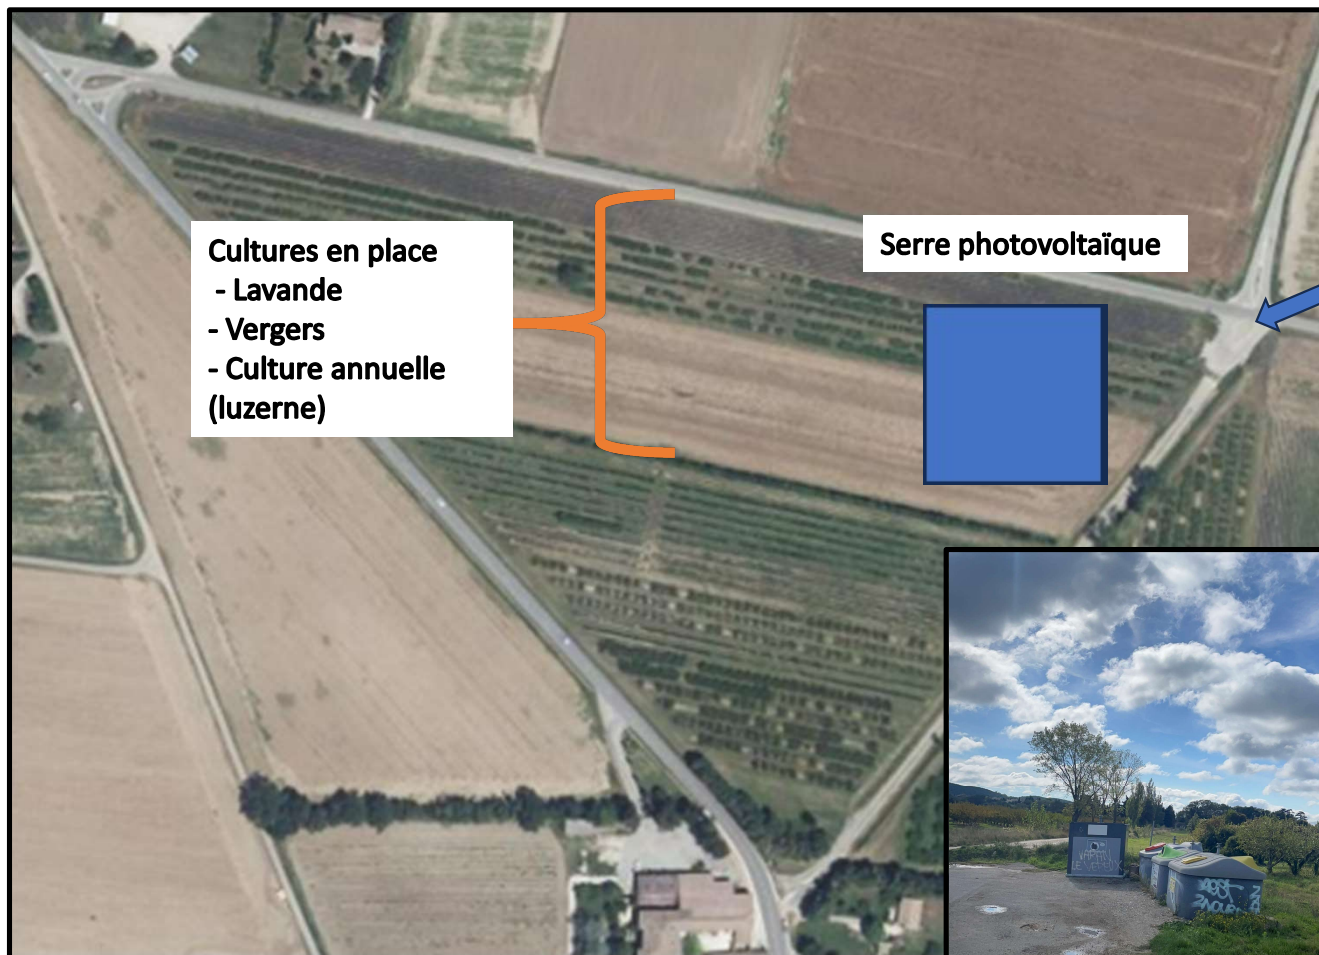 Cultures en place
- Lavande
- Vergers
- Culture annuelle
(luzerne)
Serre photovoltaïque